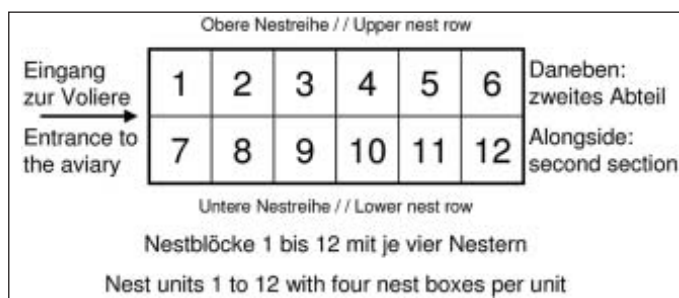 Obere Nestreihe / / Upper nest row
Eingang
zur Voliere
Entrance to
the aviary
1 2 3 4 5 6
7 8 9 10 11 12
Daneben:
zweites Abteil
Alongside:
second section
Untere Nestreihe / / Lower nest row
Nestblöcke 1 bis 12 mit je vier Nestern
Nest units 1 to 12 with four nest boxes per unit